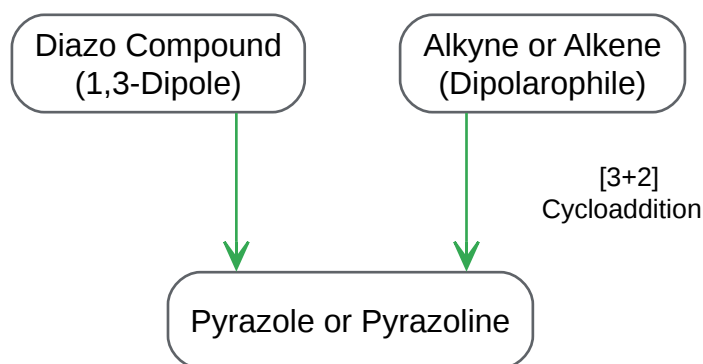 Diazo Compound
(1,3-Dipole)
Alkyne or Alkene
(Dipolarophile)
[3+2]
Cycloaddition
Pyrazole or Pyrazoline